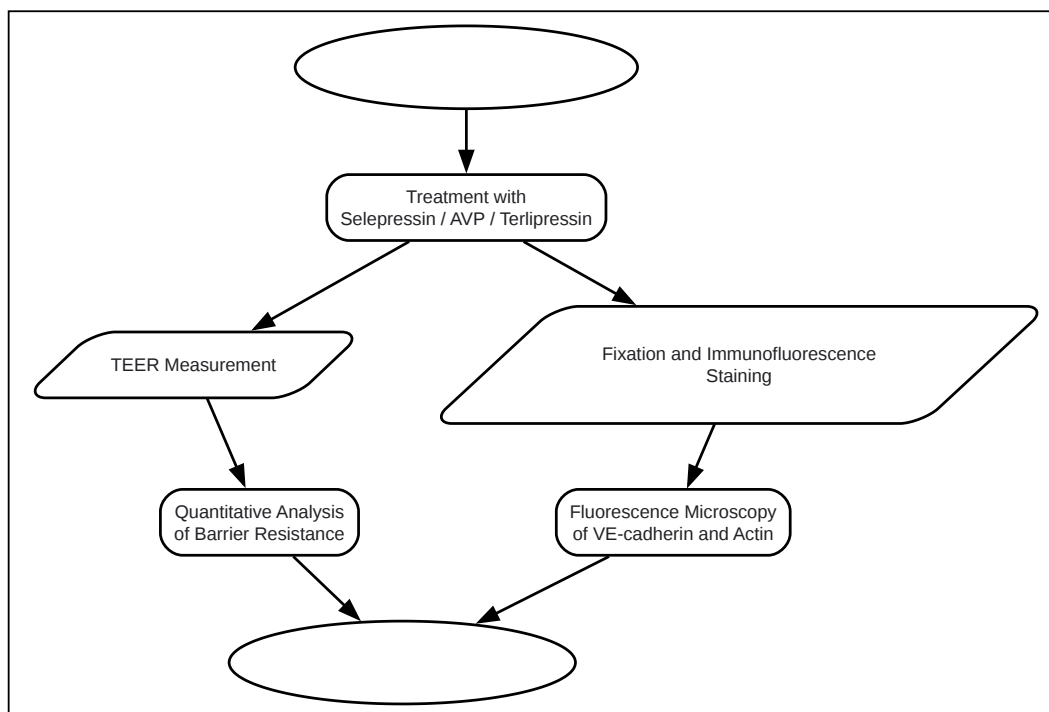 Treatment with
Selepressin / AVP / Terlipressin
TEER Measurement
Fixation and Immunofluorescence
Staining
Quantitative Analysis
of Barrier Resistance
Fluorescence Microscopy
of VE-cadherin and Actin